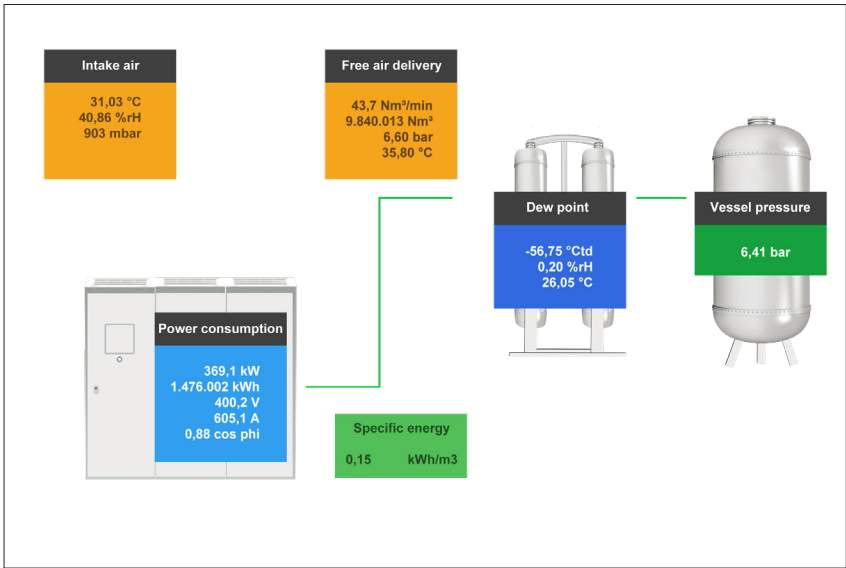 Intake air
31,03 °C
40,86 %rH
903 mbar
Free air delivery
43,7 Nm³/min
9.840.013 Nm³
6,60 bar
35,80 °C
Dew point
-56,75 °Ctd
0,20 %rH
26,05 °C
Vessel pressure
6,41 bar
Power consumption
369,1 kW
1.476.002 kWh
400,2 V
605,1 A
0,88 cos phi
Specific energy
0,15 kWh/m3